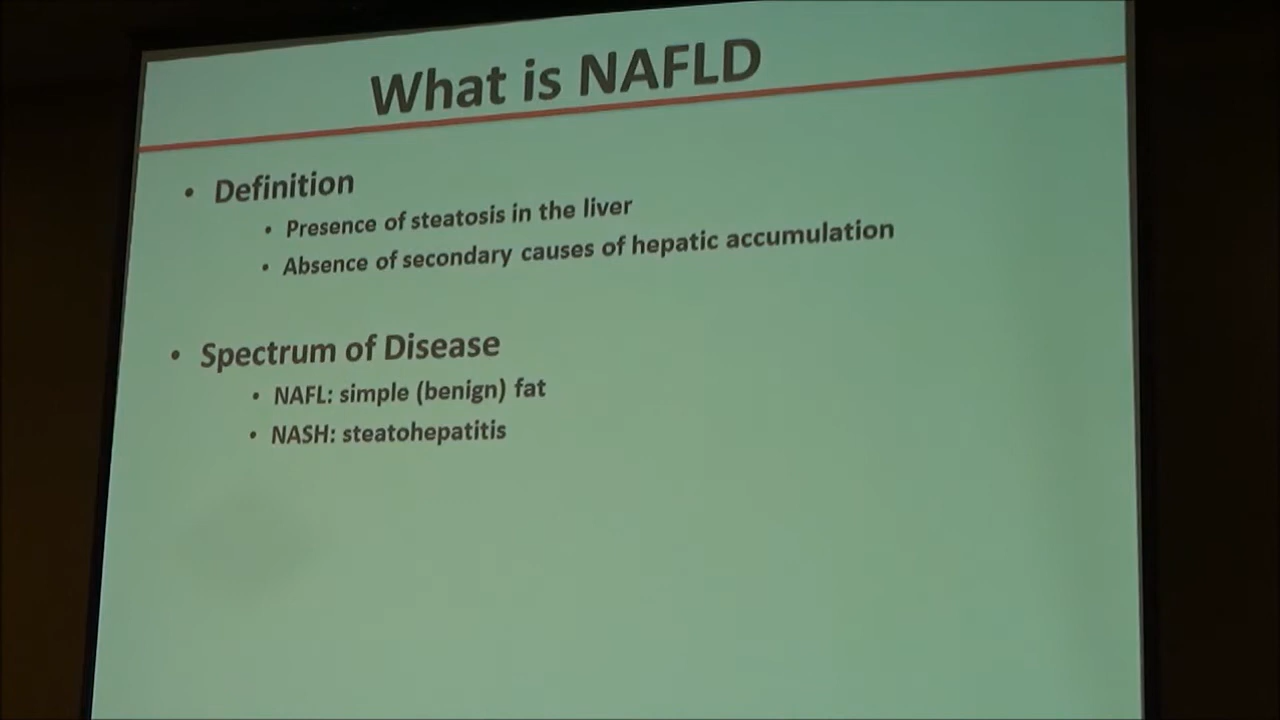 What is NAFLD
• Definition
• Presence of steatosis in the liver
• Absence of secondary causes of hepatic accumulation
• Spectrum of Disease
• NAFL: simple (benign) fat
• NASH: steatohepatitis